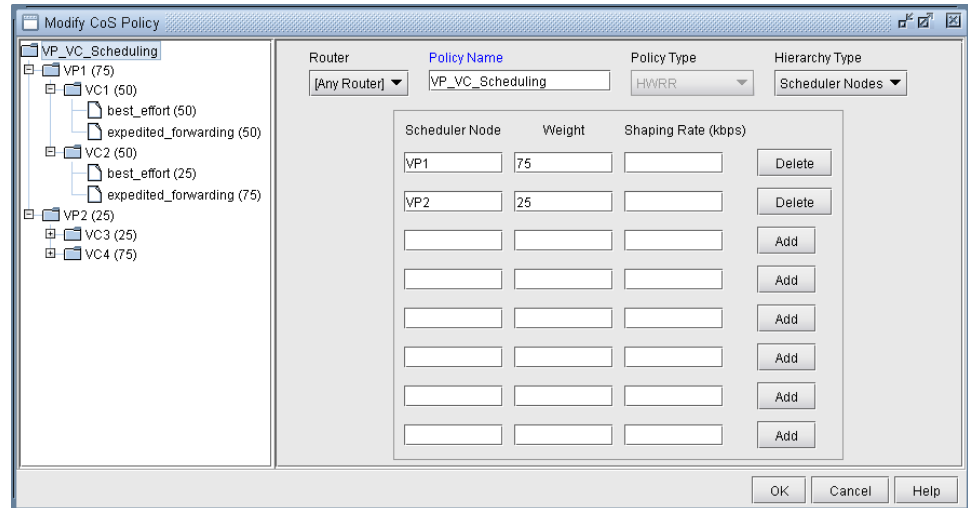 Modify CoS Policy
VP_VC_Scheduling
VP1 (75)
VC1 (50)
best_effort (50)
expedited_forwarding (50)
VC2 (50)
best_effort (25)
expedited_forwarding (75)
VP2 (25)
VC3 (25)
VC4 (75)
Router Policy Name Policy Type Hierarchy Type
[Any Router] VP_VC_Scheduling HWRR Scheduler Nodes
Scheduler Node Weight Shaping Rate (kbps)
VP1 75 Delete
VP2 25 Delete
Add
Add
Add
Add
Add
Add
OK Cancel Help